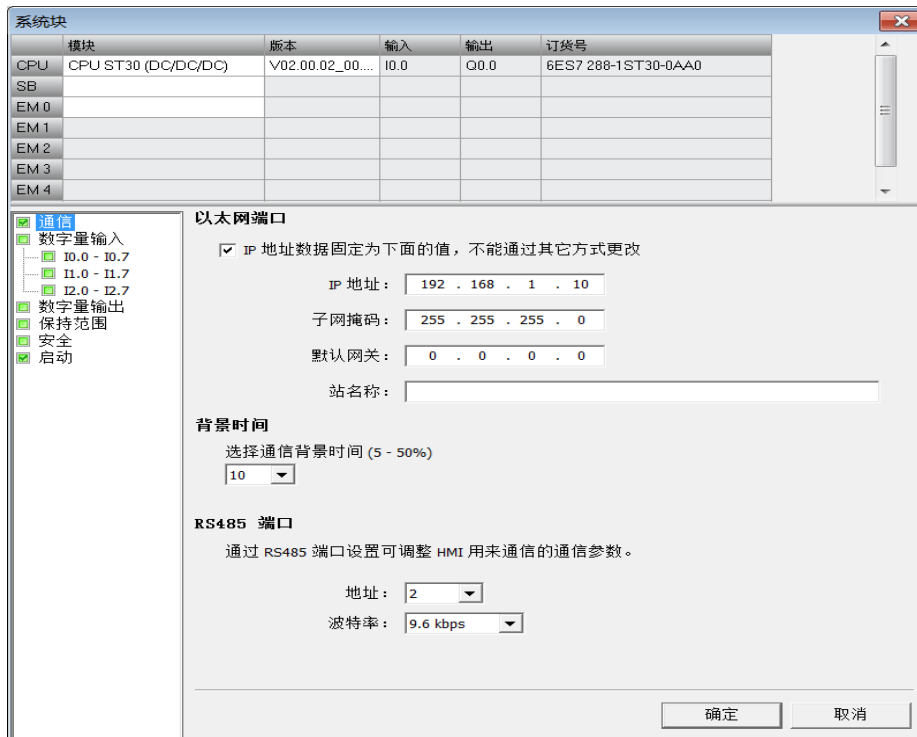 系统块
模块 版本 输入 输出 订货号
CPU CPU ST30 (DC/DC/DC) V02.00.02_00.... I0.0 Q0.0 6ES7 288-1ST30-0AA0
SB
EM 0
EM 1
EM 2
EM 3
EM 4
通信
数字量输入
I0.0 - I0.7
I1.0 - I1.7
I2.0 - I2.7
数字量输出
保持范围
安全
启动
以太网端口
IP 地址数据固定为下面的值，不能通过其它方式更改
IP 地址： 192 . 168 . 1 . 10
子网掩码： 255 . 255 . 255 . 0
默认网关： 0 . 0 . 0 . 0
站名称：
背景时间
选择通信背景时间 (5 - 50%)
10
RS485 端口
通过 RS485 端口设置可调整 HMI 用来通信的通信参数。
地址： 2
波特率： 9.6 kbps
确定 取消